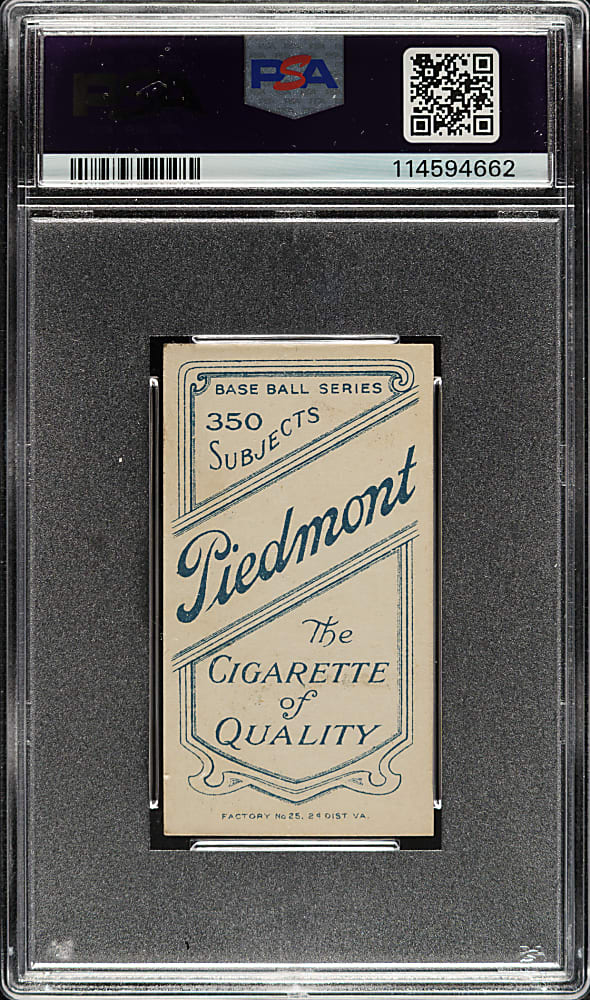 PSA
114594662
BASE BALL SERIES
350
SUBJECTS
Piedmont
The
CIGARETTE
of
QUALITY
FACTORY No 25, 2d DIST VA.